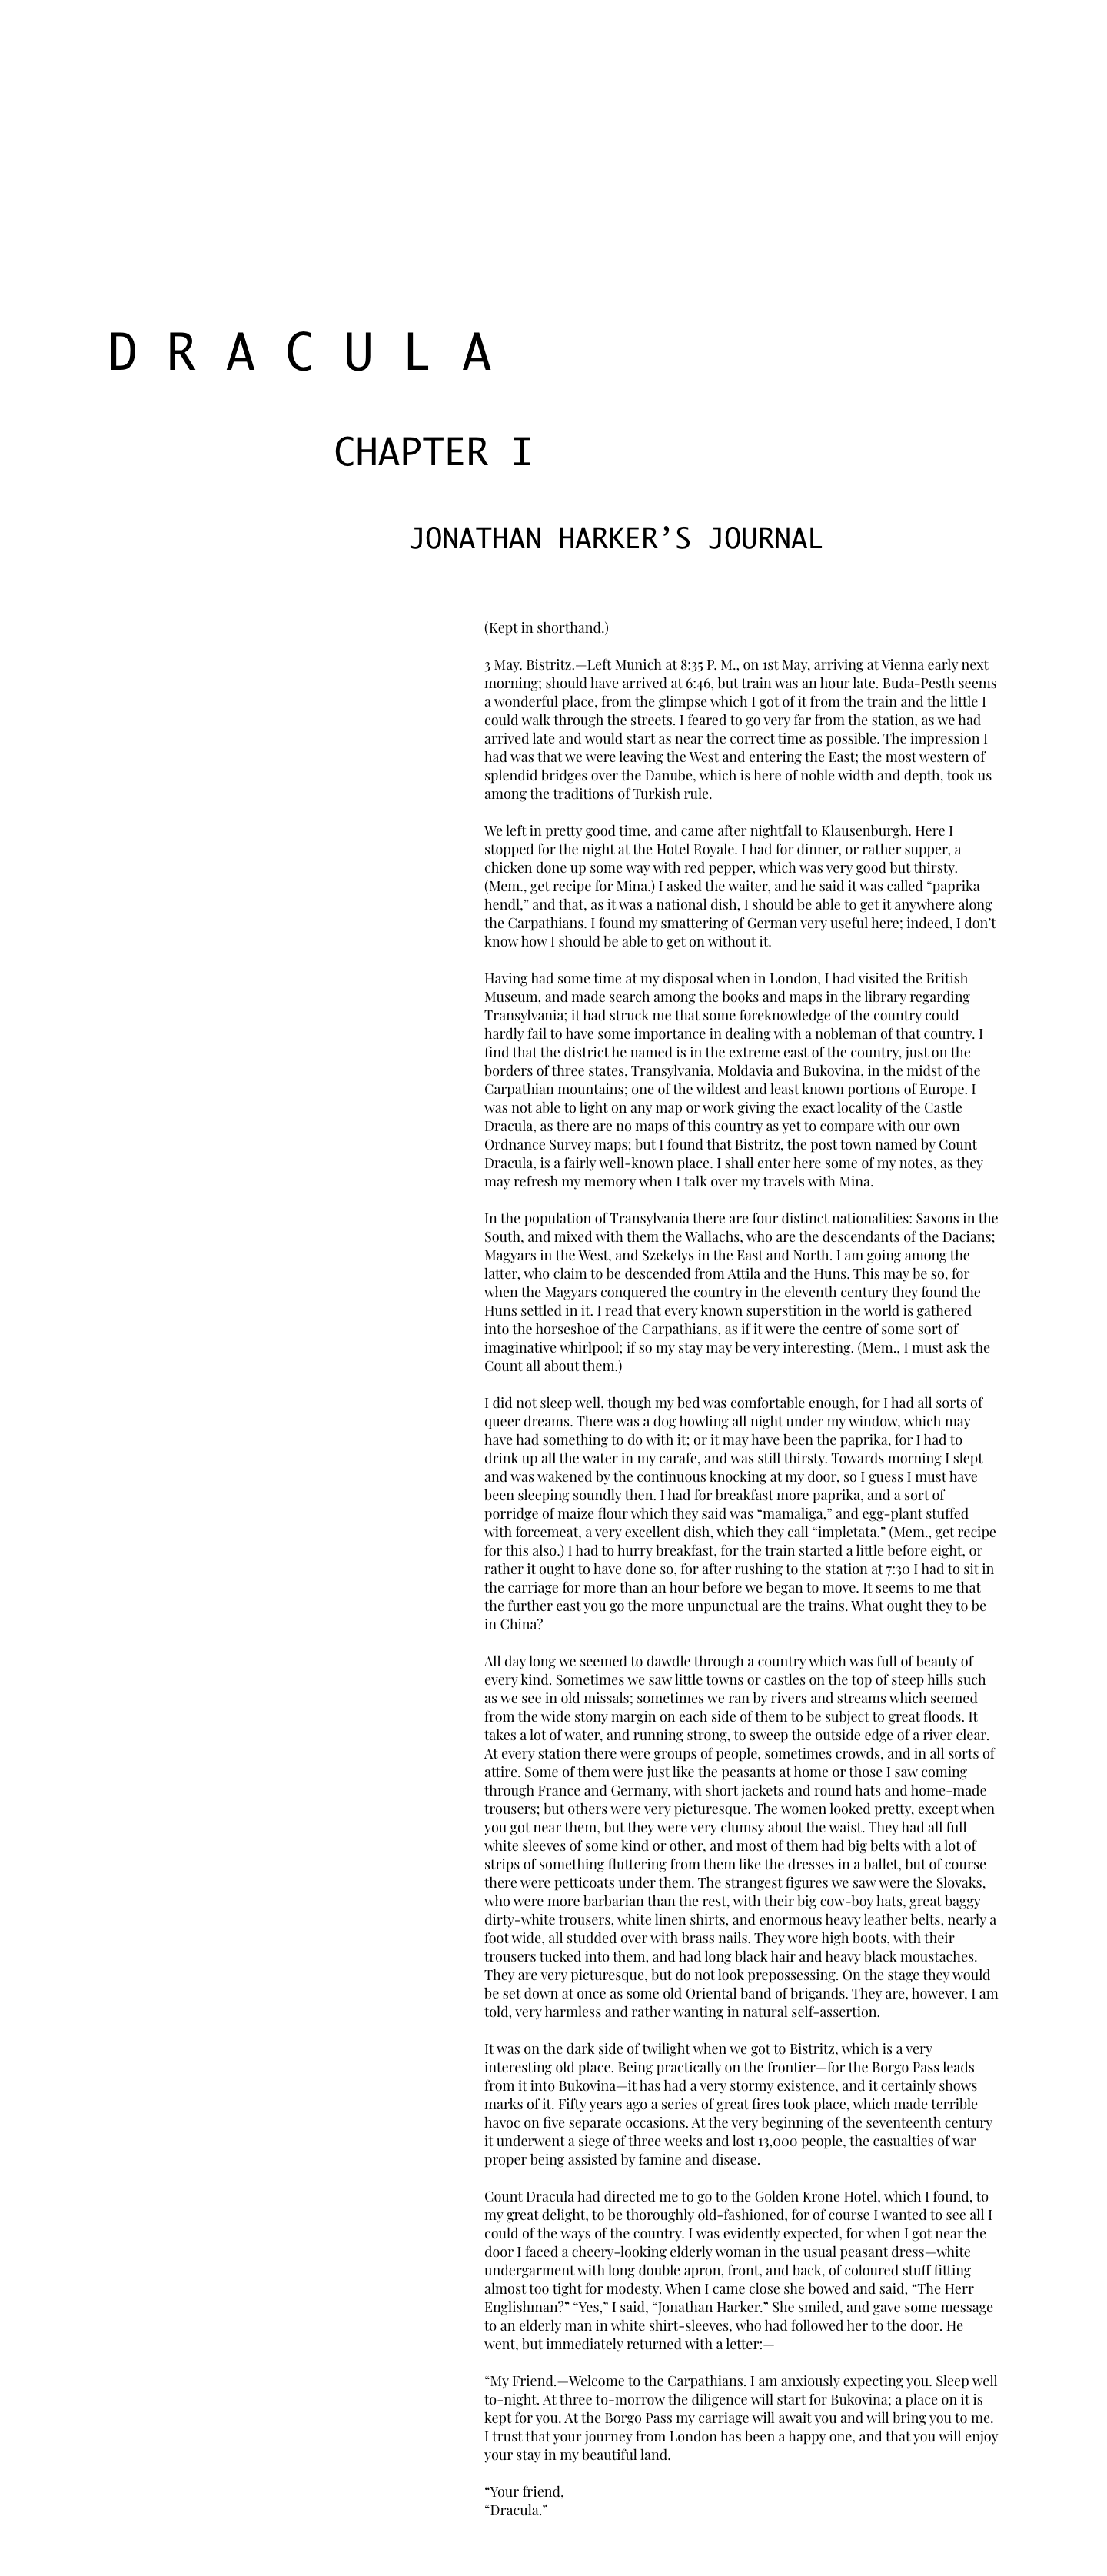 D R A C U L A
CHAPTER I
JONATHAN HARKER’S JOURNAL
(Kept in shorthand.)
3 May. Bistritz.—Left Munich at 8:35 P. M., on 1st May, arriving at Vienna early next
morning; should have arrived at 6:46, but train was an hour late. Buda-Pesth seems
a wonderful place, from the glimpse which I got of it from the train and the little I
could walk through the streets. I feared to go very far from the station, as we had
arrived late and would start as near the correct time as possible. The impression I
had was that we were leaving the West and entering the East; the most western of
splendid bridges over the Danube, which is here of noble width and depth, took us
among the traditions of Turkish rule.
We left in pretty good time, and came after nightfall to Klausenburgh. Here I
stopped for the night at the Hotel Royale. I had for dinner, or rather supper, a
chicken done up some way with red pepper, which was very good but thirsty.
(Mem., get recipe for Mina.) I asked the waiter, and he said it was called “paprika
hendl,” and that, as it was a national dish, I should be able to get it anywhere along
the Carpathians. I found my smattering of German very useful here; indeed, I don’t
know how I should be able to get on without it.
Having had some time at my disposal when in London, I had visited the British
Museum, and made search among the books and maps in the library regarding
Transylvania; it had struck me that some foreknowledge of the country could
hardly fail to have some importance in dealing with a nobleman of that country. I
find that the district he named is in the extreme east of the country, just on the
borders of three states, Transylvania, Moldavia and Bukovina, in the midst of the
Carpathian mountains; one of the wildest and least known portions of Europe. I
was not able to light on any map or work giving the exact locality of the Castle
Dracula, as there are no maps of this country as yet to compare with our own
Ordnance Survey maps; but I found that Bistritz, the post town named by Count
Dracula, is a fairly well-known place. I shall enter here some of my notes, as they
may refresh my memory when I talk over my travels with Mina.
In the population of Transylvania there are four distinct nationalities: Saxons in the
South, and mixed with them the Wallachs, who are the descendants of the Dacians;
Magyars in the West, and Szekelys in the East and North. I am going among the
latter, who claim to be descended from Attila and the Huns. This may be so, for
when the Magyars conquered the country in the eleventh century they found the
Huns settled in it. I read that every known superstition in the world is gathered
into the horseshoe of the Carpathians, as if it were the centre of some sort of
imaginative whirlpool; if so my stay may be very interesting. (Mem., I must ask the
Count all about them.)
I did not sleep well, though my bed was comfortable enough, for I had all sorts of
queer dreams. There was a dog howling all night under my window, which may
have had something to do with it; or it may have been the paprika, for I had to
drink up all the water in my carafe, and was still thirsty. Towards morning I slept
and was wakened by the continuous knocking at my door, so I guess I must have
been sleeping soundly then. I had for breakfast more paprika, and a sort of
porridge of maize flour which they said was “mamaliga,” and egg-plant stuffed
with forcemeat, a very excellent dish, which they call “impletata.” (Mem., get recipe
for this also.) I had to hurry breakfast, for the train started a little before eight, or
rather it ought to have done so, for after rushing to the station at 7:30 I had to sit in
the carriage for more than an hour before we began to move. It seems to me that
the further east you go the more unpunctual are the trains. What ought they to be
in China?
All day long we seemed to dawdle through a country which was full of beauty of
every kind. Sometimes we saw little towns or castles on the top of steep hills such
as we see in old missals; sometimes we ran by rivers and streams which seemed
from the wide stony margin on each side of them to be subject to great floods. It
takes a lot of water, and running strong, to sweep the outside edge of a river clear.
At every station there were groups of people, sometimes crowds, and in all sorts of
attire. Some of them were just like the peasants at home or those I saw coming
through France and Germany, with short jackets and round hats and home-made
trousers; but others were very picturesque. The women looked pretty, except when
you got near them, but they were very clumsy about the waist. They had all full
white sleeves of some kind or other, and most of them had big belts with a lot of
strips of something fluttering from them like the dresses in a ballet, but of course
there were petticoats under them. The strangest figures we saw were the Slovaks,
who were more barbarian than the rest, with their big cow-boy hats, great baggy
dirty-white trousers, white linen shirts, and enormous heavy leather belts, nearly a
foot wide, all studded over with brass nails. They wore high boots, with their
trousers tucked into them, and had long black hair and heavy black moustaches.
They are very picturesque, but do not look prepossessing. On the stage they would
be set down at once as some old Oriental band of brigands. They are, however, I am
told, very harmless and rather wanting in natural self-assertion.
It was on the dark side of twilight when we got to Bistritz, which is a very
interesting old place. Being practically on the frontier—for the Borgo Pass leads
from it into Bukovina—it has had a very stormy existence, and it certainly shows
marks of it. Fifty years ago a series of great fires took place, which made terrible
havoc on five separate occasions. At the very beginning of the seventeenth century
it underwent a siege of three weeks and lost 13,000 people, the casualties of war
proper being assisted by famine and disease.
Count Dracula had directed me to go to the Golden Krone Hotel, which I found, to
my great delight, to be thoroughly old-fashioned, for of course I wanted to see all I
could of the ways of the country. I was evidently expected, for when I got near the
door I faced a cheery-looking elderly woman in the usual peasant dress—white
undergarment with long double apron, front, and back, of coloured stuff fitting
almost too tight for modesty. When I came close she bowed and said, “The Herr
Englishman?” “Yes,” I said, “Jonathan Harker.” She smiled, and gave some message
to an elderly man in white shirt-sleeves, who had followed her to the door. He
went, but immediately returned with a letter:—
“My Friend.—Welcome to the Carpathians. I am anxiously expecting you. Sleep well
to-night. At three to-morrow the diligence will start for Bukovina; a place on it is
kept for you. At the Borgo Pass my carriage will await you and will bring you to me.
I trust that your journey from London has been a happy one, and that you will enjoy
your stay in my beautiful land.
“Your friend,
“Dracula.”